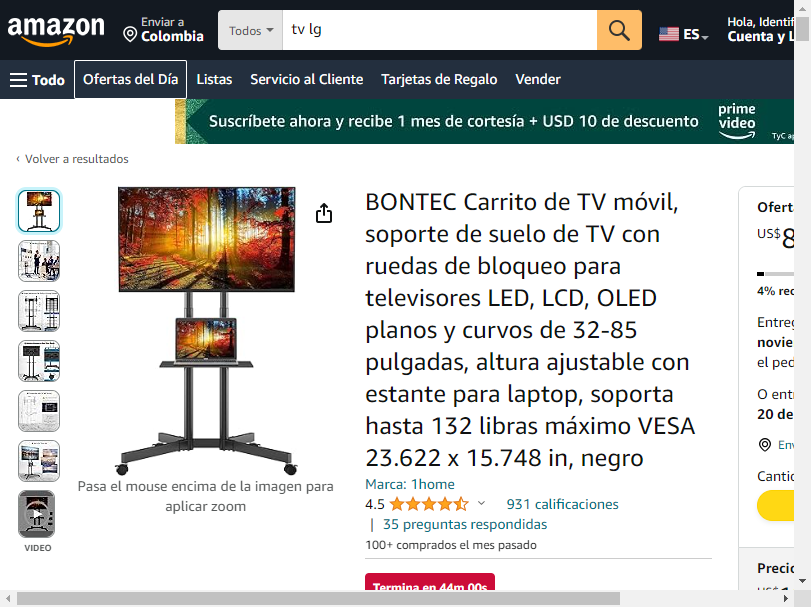 amazon
Enviar a
Colombia
Todos
tv lg
ES
Hola, Identif
Cuenta y L
Todo
Ofertas del Día
Listas
Servicio al Cliente
Tarjetas de Regalo
Vender
Suscríbete ahora y recibe 1 mes de cortesía + USD 10 de descuento
prime
video
TyC ap
‹ Volver a resultados
BONTEC Carrito de TV móvil,
soporte de suelo de TV con
ruedas de bloqueo para
televisores LED, LCD, OLED
planos y curvos de 32-85
pulgadas, altura ajustable con
estante para laptop, soporta
hasta 132 libras máximo VESA
23.622 x 15.748 in, negro
Marca: 1home
4.5
931 calificaciones
| 35 preguntas respondidas
100+ comprados el mes pasado
Termina en 44m 00s
Pasa el mouse encima de la imagen para
aplicar zoom
VIDEO
Ofert
US$ 8
4% rec
Entreg
novie
el ped
O ent
20 de
Env
Cantic
Precic